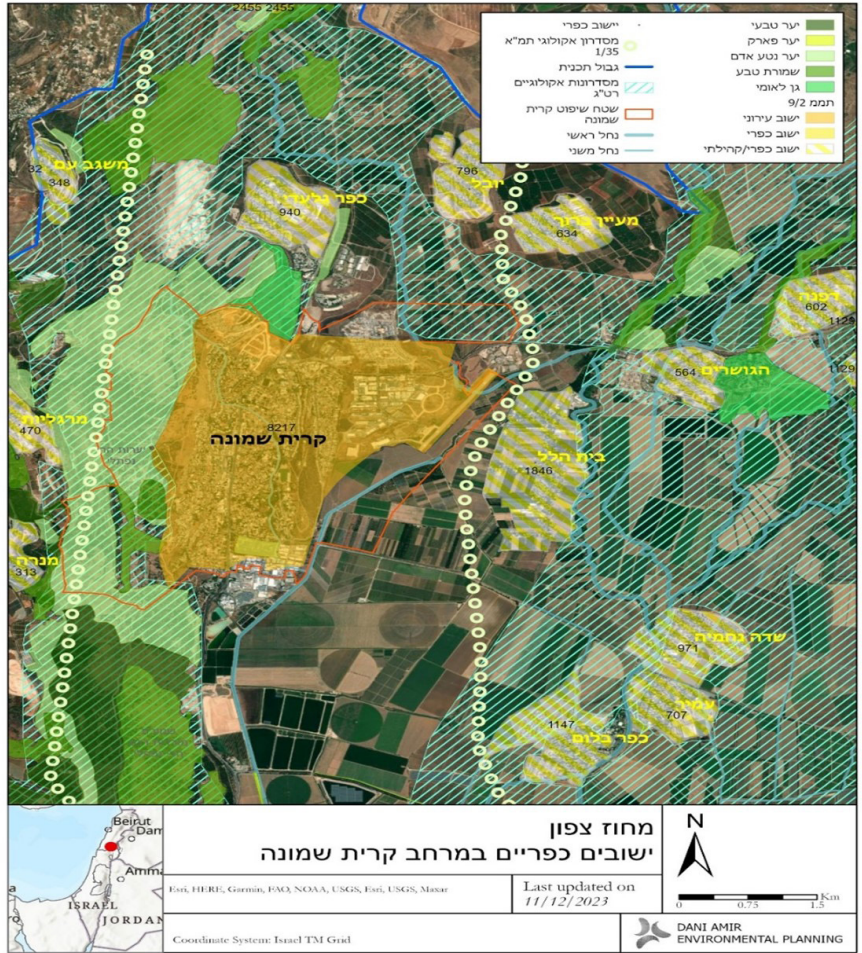 2455 2455
יער טבעי
יער פארק
יער נטע אדם
שמורת טבע
גן לאומי
תממ 9/2
ישוב עירוני
ישוב כפרי
ישוב כפרי/קהילתי
יישוב כפרי
מסדרון אקולוגי תמ"א
1/35
גבול תכנית
מסדרונות אקולוגיים
רט"ג
שטח שיפוט קרית
שמונה
נחל ראשי
נחל משני
משגב עם
32
348
כפר גלעדי
940
796
יובל
מעיין ברוך
634
דפנה
602
1129
הגושרים
564
1129
מרגליות
470
8217
קרית שמונה
בית הלל
1846
מנרה
313
שדה נחמיה
971
עמיר
707
1147
כפר בלום
Beirut
Dam
Amma
ISRAEL
JORDAN
מחוז צפון
ישובים כפריים במרחב קרית שמונה
Esri, HERE, Garmin, FAO, NOAA, USGS, Esri, USGS, Maxar
Last updated on
11/12/2023
Coordinate System: Israel TM Grid
N
Km
0 0.75 1.5
DANI AMIR
ENVIRONMENTAL PLANNING